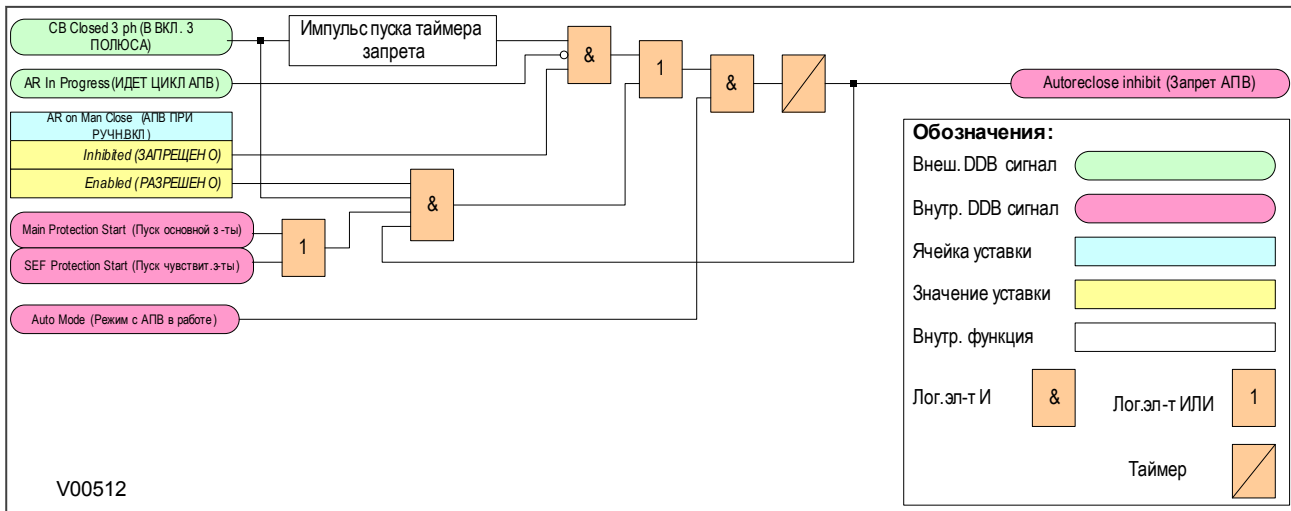 CB Closed 3 ph (В ВКЛ. 3
ПОЛЮСА)
Импульс пуска таймера
запрета
&
1
&
AR In Progress(ИДЕТ ЦИКЛ АПВ)
Autoreclose inhibit (Запрет АПВ)
AR on Man Close (АПВ ПРИ
РУЧН.ВКЛ)
Inhibited (ЗАПРЕЩЕН О)
Enabled (РАЗРЕШЕН О)
&
Main Protection Start (Пуск основной з -ты)
1
SEF Protection Start (Пуск чувствит.з-ты)
Auto Mode (Режим с АПВ в работе )
Обозначения:
Внеш. DDB сигнал
Внутр. DDB сигнал
Ячейка уставки
Значение уставки
Внутр. функция
Лог.эл-т И
&
Лог.эл-т ИЛИ
1
Таймер
V00512